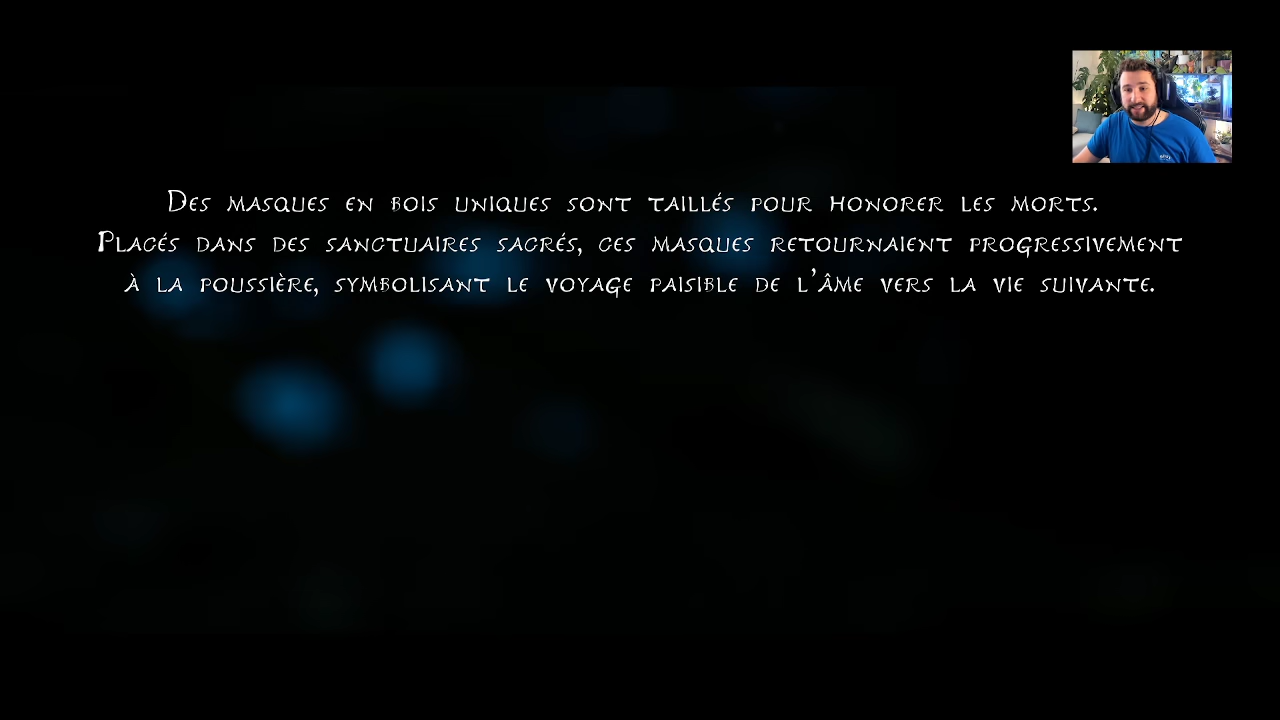 Des masques en bois uniques sont taillés pour honorer les morts.
Placés dans des sanctuaires sacrés, ces masques retournaient progressivement
à la poussière, symbolisant le voyage paisible de l'âme vers la vie suivante.